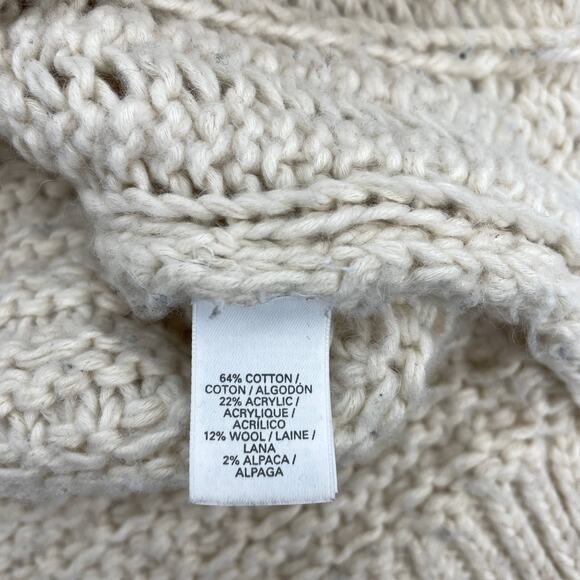 64% COTTON /
COTON / ALGODÓN
22% ACRYLIC /
ACRYLIQUE /
ACRÍLICO
12% WOOL / LAINE /
LANA
2% ALPACA /
ALPAGA